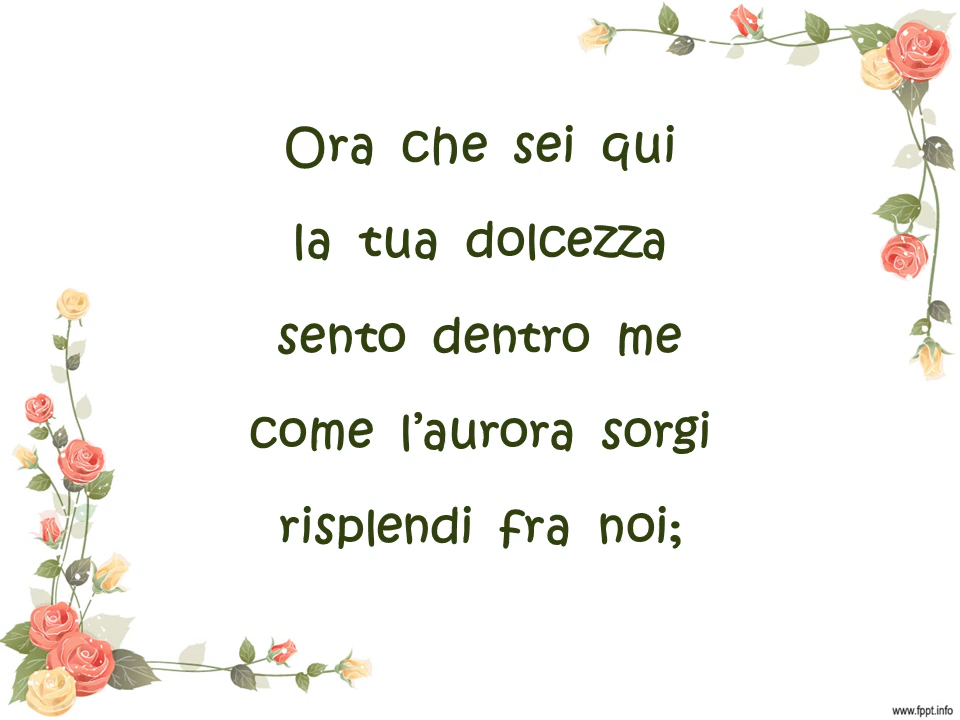 Ora che sei qui
la tua dolcezza
sento dentro me
come l’aurora sorgi
risplendi fra noi;
www.fppt.info